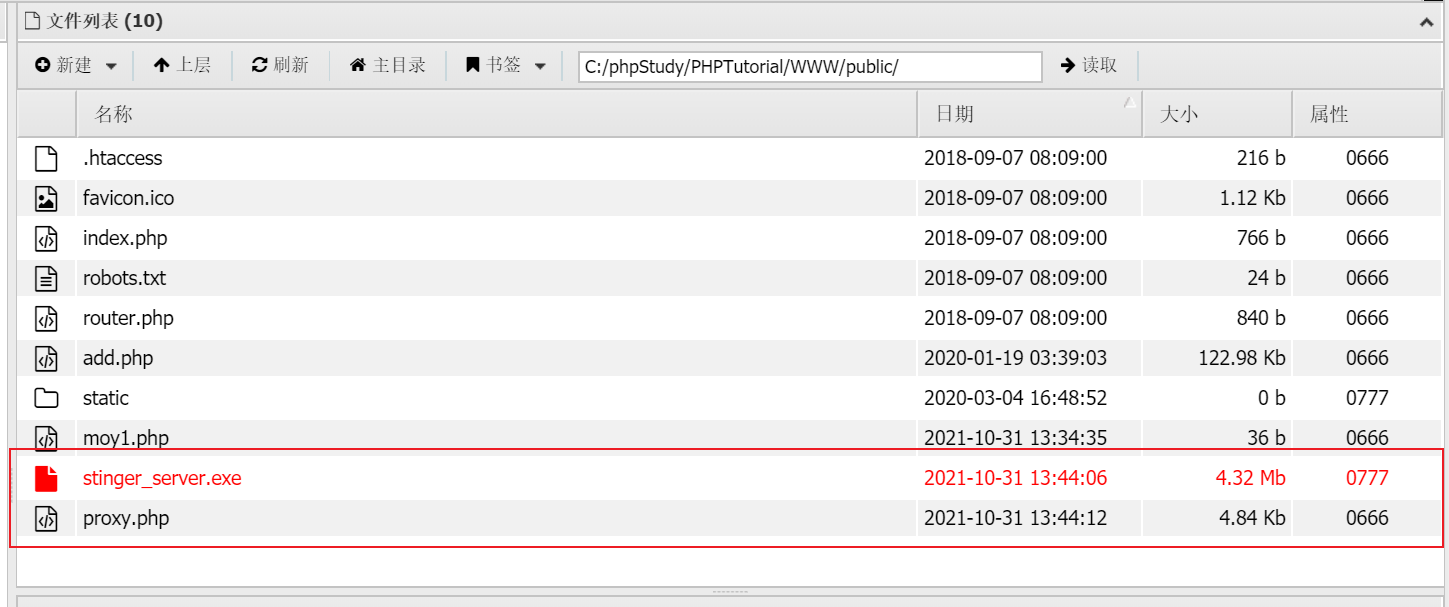 文件列表 (10)
新建 上层 刷新 主目录 书签 C:/phpStudy/PHPTutorial/WWW/public/ 读取
名称 日期 大小 属性
.htaccess 2018-09-07 08:09:00 216 b 0666
favicon.ico 2018-09-07 08:09:00 1.12 Kb 0666
index.php 2018-09-07 08:09:00 766 b 0666
robots.txt 2018-09-07 08:09:00 24 b 0666
router.php 2018-09-07 08:09:00 840 b 0666
add.php 2020-01-19 03:39:03 122.98 Kb 0666
static 2020-03-04 16:48:52 0 b 0777
moy1.php 2021-10-31 13:34:35 36 b 0666
stinger_server.exe 2021-10-31 13:44:06 4.32 Mb 0777
proxy.php 2021-10-31 13:44:12 4.84 Kb 0666